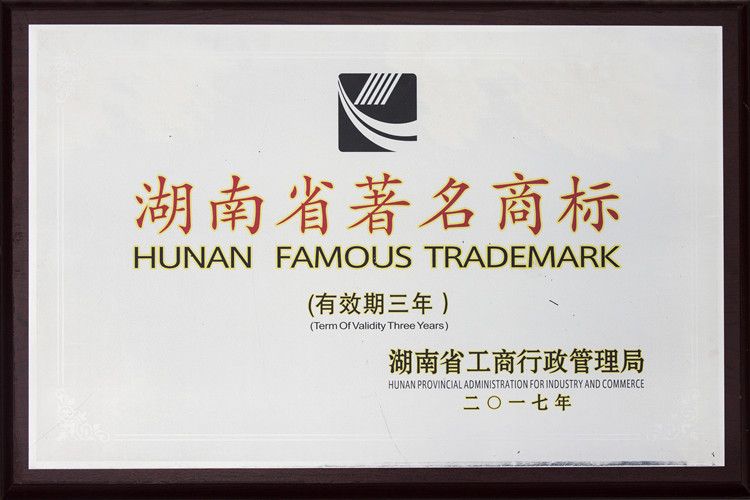 湖南省著名商标
HUNAN FAMOUS TRADEMARK
(有效期三年)
(Term Of Validity Three Years)
湖南省工商行政管理局
HUNAN PROVINCIAL ADMINISTRATION FOR INDUSTRY AND COMMERCE
二〇一七年